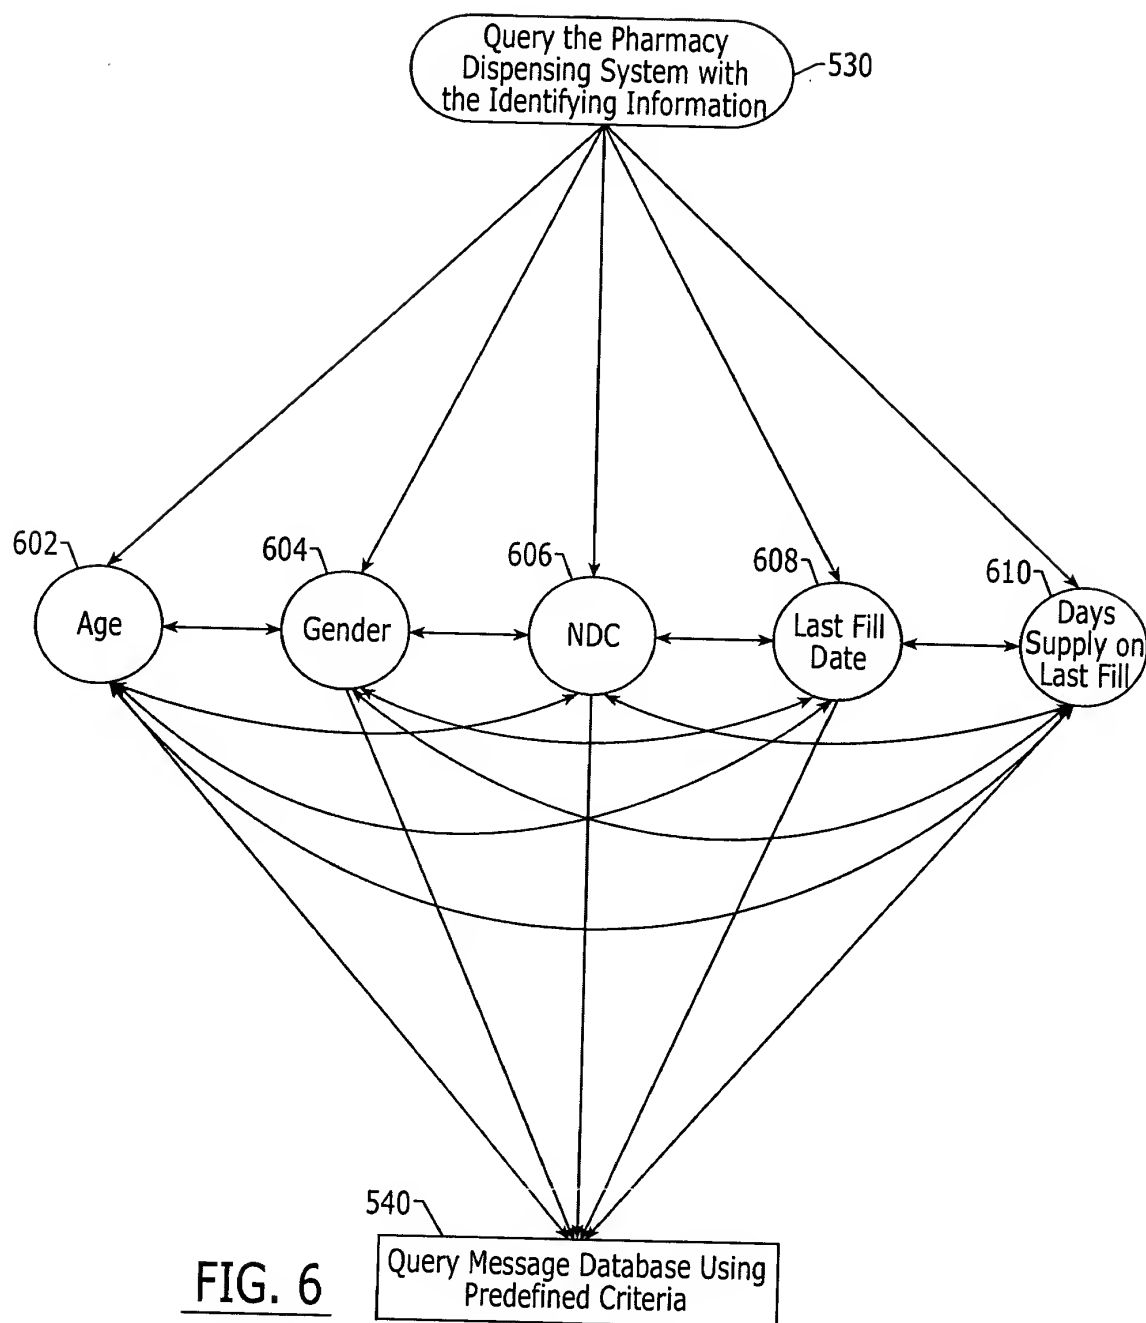 Query the Pharmacy
Dispensing System with
the Identifying Information
530
602
604
606
608
610
Age
Gender
NDC
Last Fill
Date
Days
Supply on
Last Fill
540
Query Message Database Using
Predefined Criteria
FIG. 6